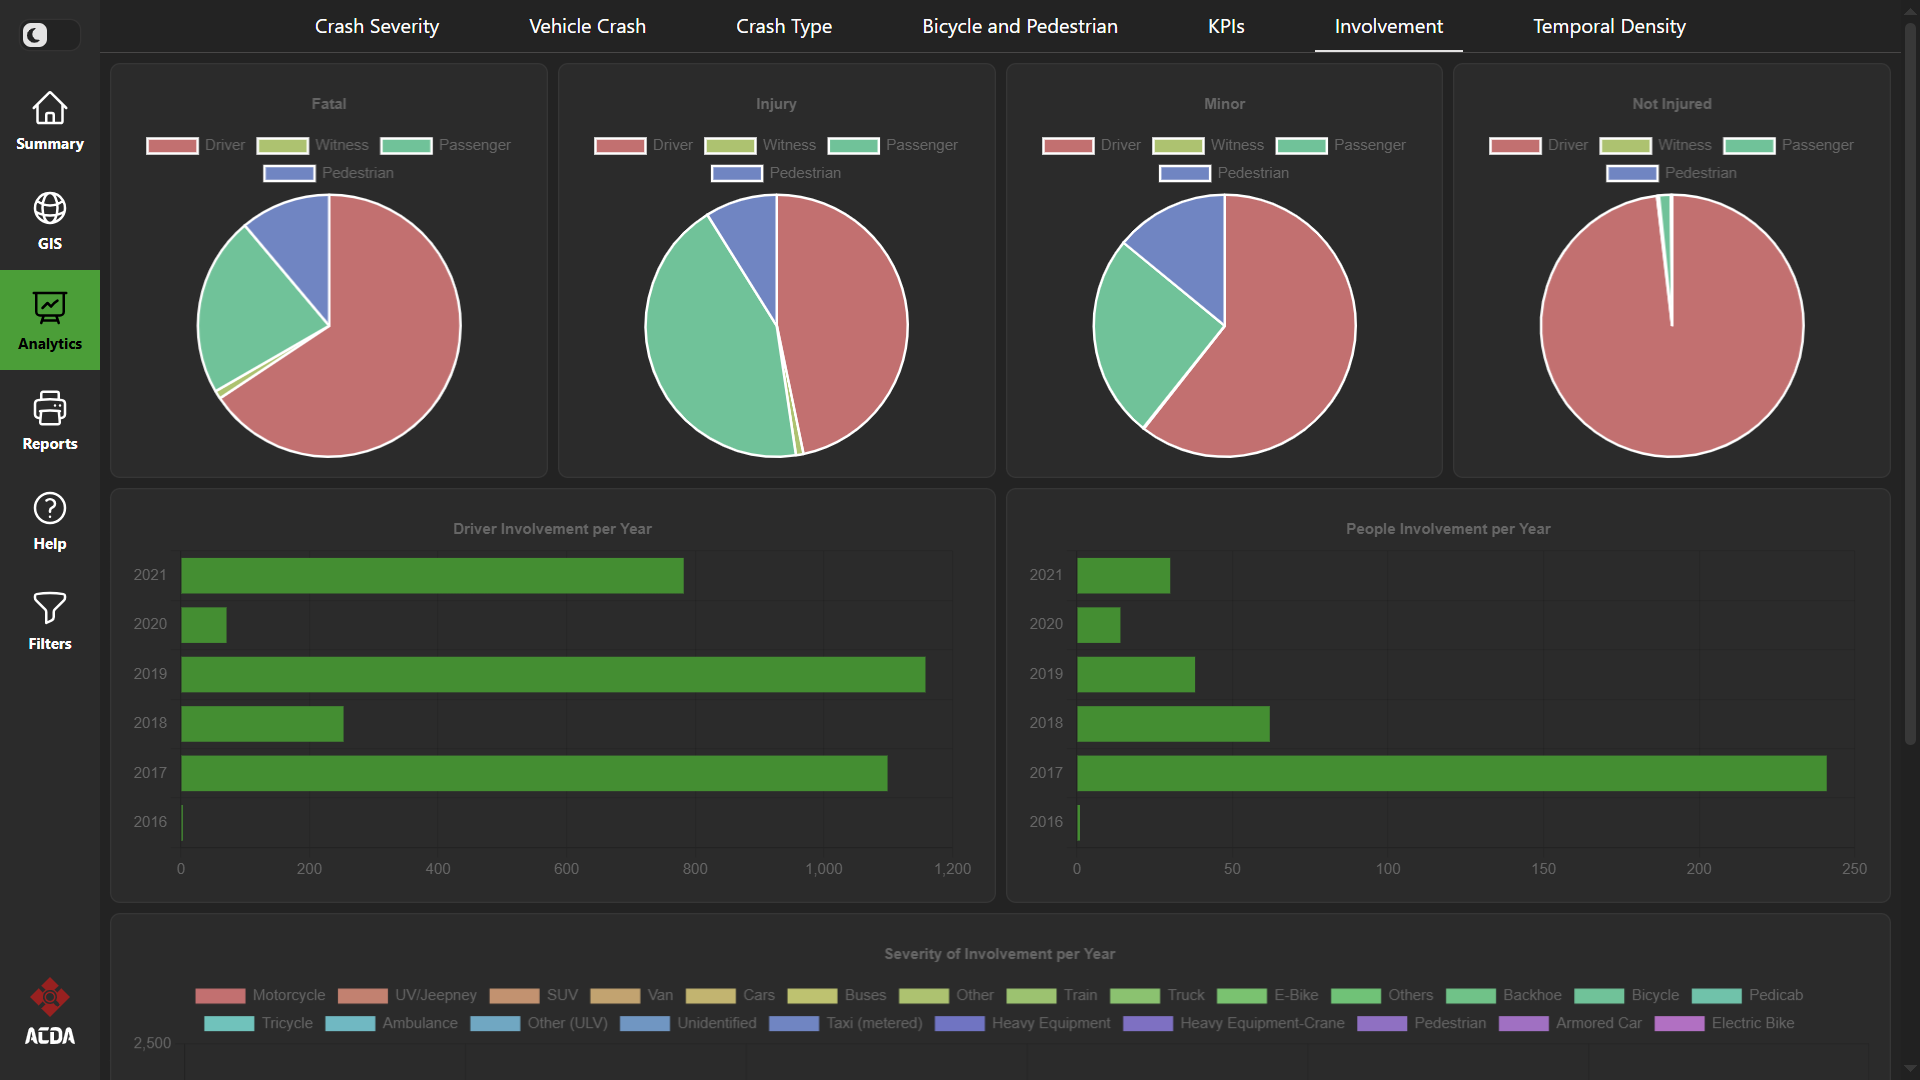 Crash Severity Vehicle Crash Crash Type Bicycle and Pedestrian KPIs Involvement Temporal Density
Summary
GIS
Analytics
Reports
Help
Filters
ACDA
Fatal
Driver Witness Passenger
Pedestrian
Injury
Driver Witness Passenger
Pedestrian
Minor
Driver Witness Passenger
Pedestrian
Not Injured
Driver Witness Passenger
Pedestrian
Driver Involvement per Year
2021
2020
2019
2018
2017
2016
0 200 400 600 800 1,000 1,200
People Involvement per Year
2021
2020
2019
2018
2017
2016
0 50 100 150 200 250
Severity of Involvement per Year
Motorcycle UV/Jeepney SUV Van Cars Buses Other Train Truck E-Bike Others Backhoe Bicycle Pedicab
Tricycle Ambulance Other (ULV) Unidentified Taxi (metered) Heavy Equipment Heavy Equipment-Crane Pedestrian Armored Car Electric Bike
2,500